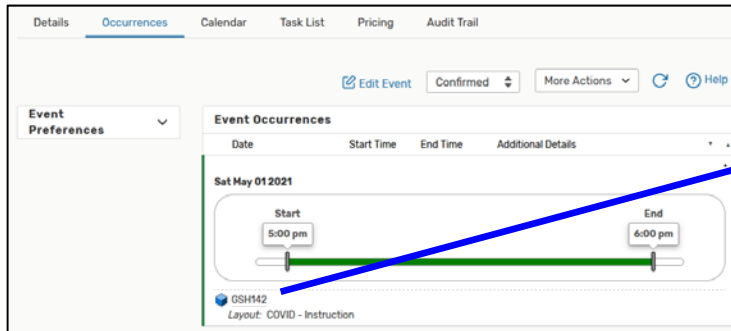 Details Occurrences Calendar Task List Pricing Audit Trail
Edit Event Confirmed More Actions Help
Event Preferences
Event Occurrences
Date Start Time End Time Additional Details
Sat May 01 2021
Start End
5:00 pm 6:00 pm
GSH142
Layout: COVID - Instruction